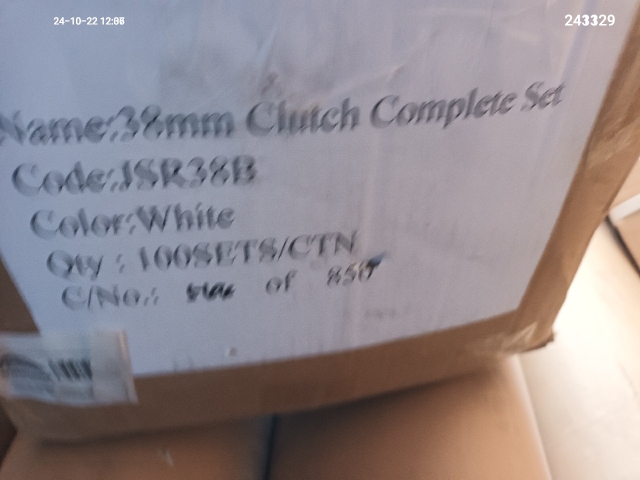 24-10-22 12:06
243329
Name:38mm Clutch Complete Set
Code:JSR38B
Color:White
Qty : 100SETS/CTN
C/No.: of 850